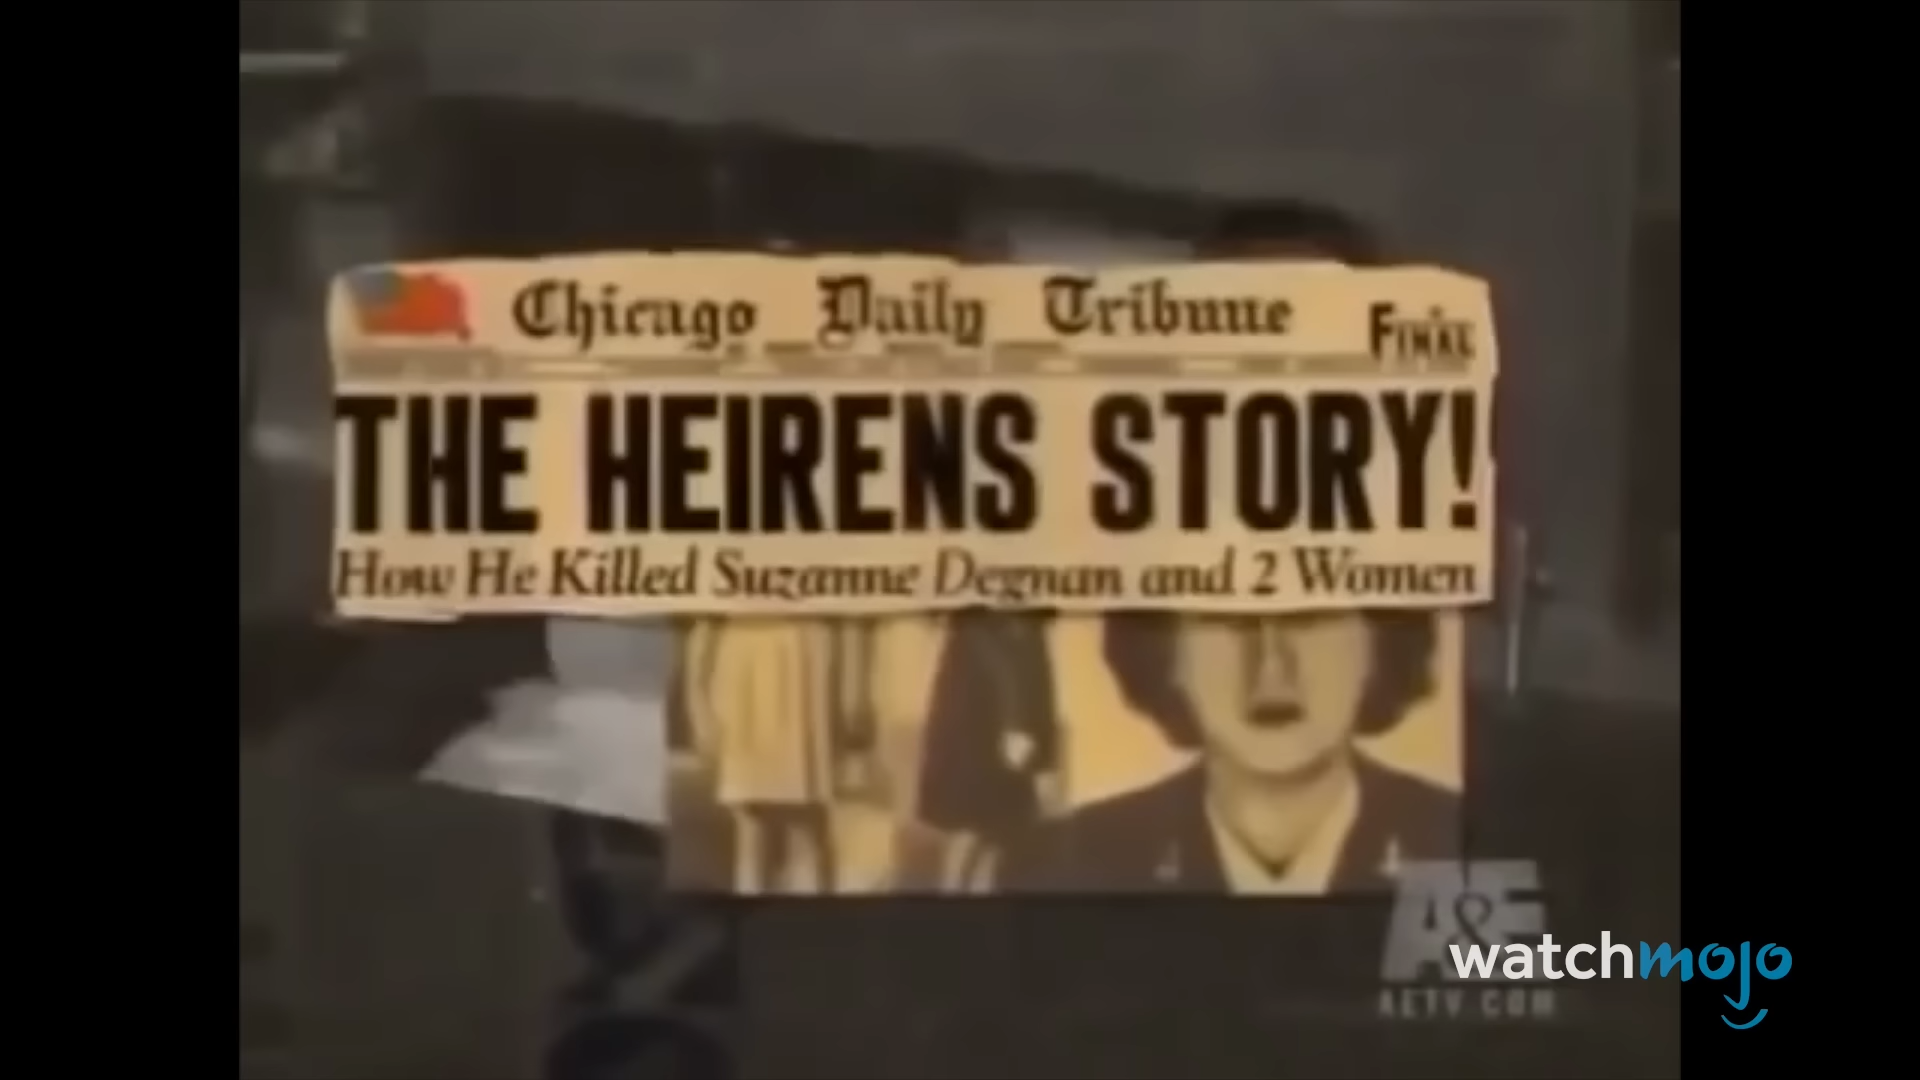 Chicago Daily Tribune
FINAL
THE HEIRENS STORY!
How He Killed Suzanne Degnan and 2 Women
A&E
AETV.COM
watchmojo